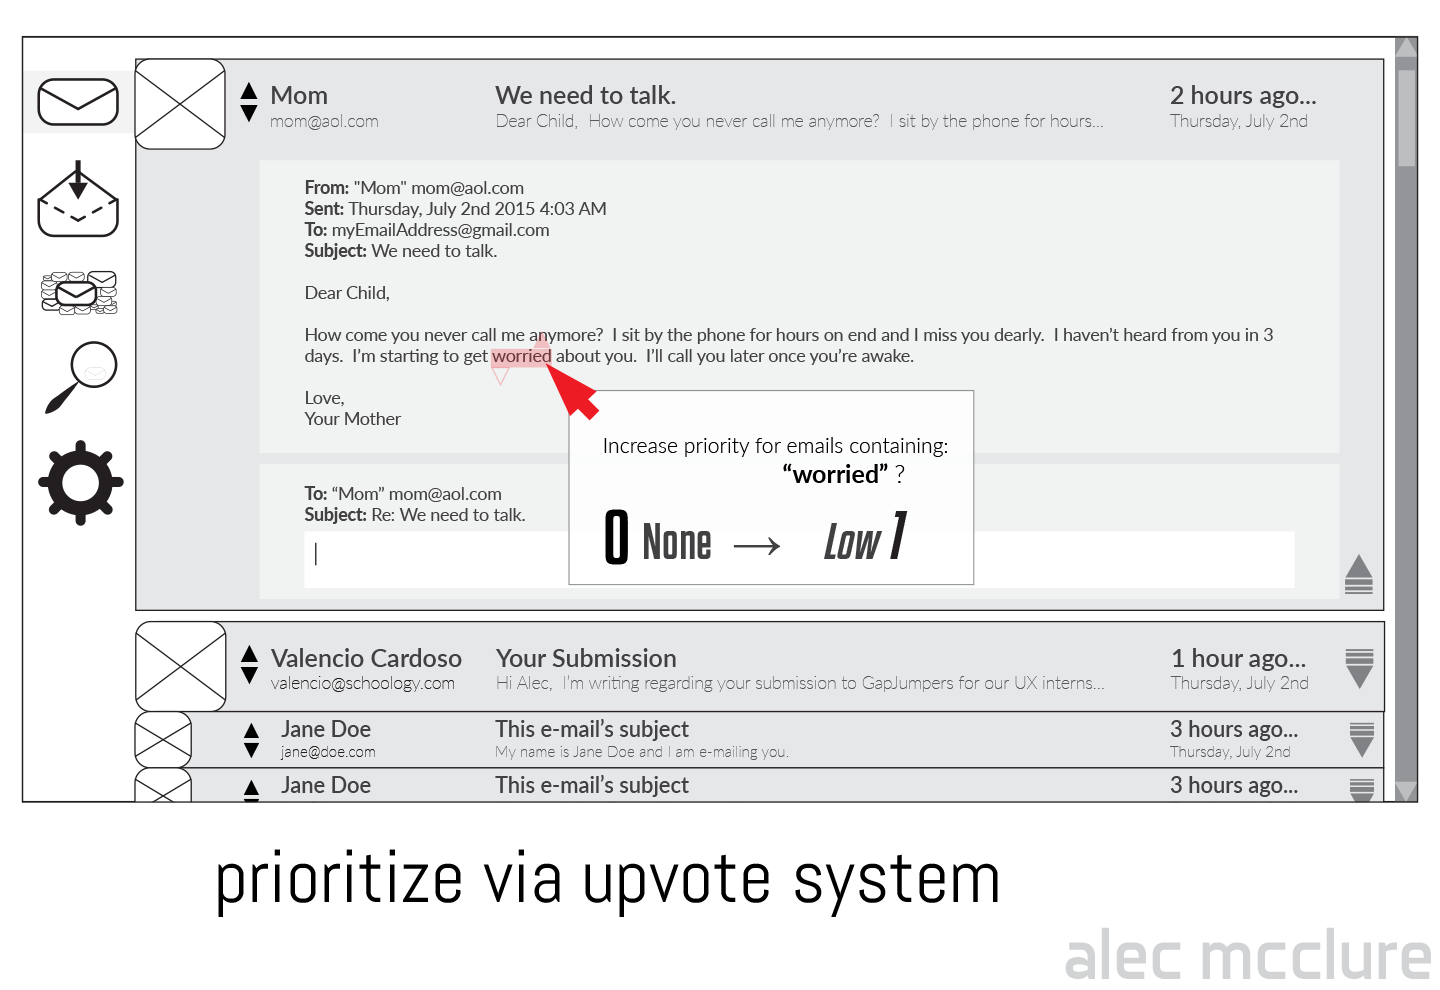 Mom
We need to talk.
2 hours ago...
mom@aol.com
Dear Child,  How come you never call me anymore?  I sit by the phone for hours...
Thursday, July 2nd
From: "Mom" mom@aol.com
Sent: Thursday, July 2nd 2015 4:03 AM
To: myEmailAddress@gmail.com
Subject: We need to talk.
Dear Child,
How come you never call me anymore?  I sit by the phone for hours on end and I miss you dearly.  I haven't heard from you in 3
days.  I'm starting to get worried about you.  I'll call you later once you're awake.
Love,
Your Mother
Increase priority for emails containing:
“worried” ?
0 None → Low 1
To: “Mom” mom@aol.com
Subject: Re: We need to talk.
Valencio Cardoso
Your Submission
1 hour ago...
valencio@schoology.com
Hi Alec,  I'm writing regarding your submission to GapJumpers for our UX interns...
Thursday, July 2nd
Jane Doe
This e-mail's subject
3 hours ago...
jane@doe.com
My name is Jane Doe and I am e-mailing you.
Thursday, July 2nd
Jane Doe
This e-mail's subject
3 hours ago...
prioritize via upvote system
alec mcclure